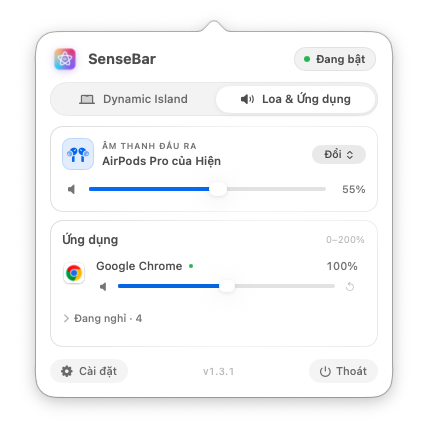 SenseBar
Đang bật
Dynamic Island
Loa & Ứng dụng
ÂM THANH ĐẦU RA
AirPods Pro của Hiện
Đổi
55%
Ứng dụng
0–200%
Google Chrome
100%
Đang nghỉ · 4
Cài đặt
v1.3.1
Thoát